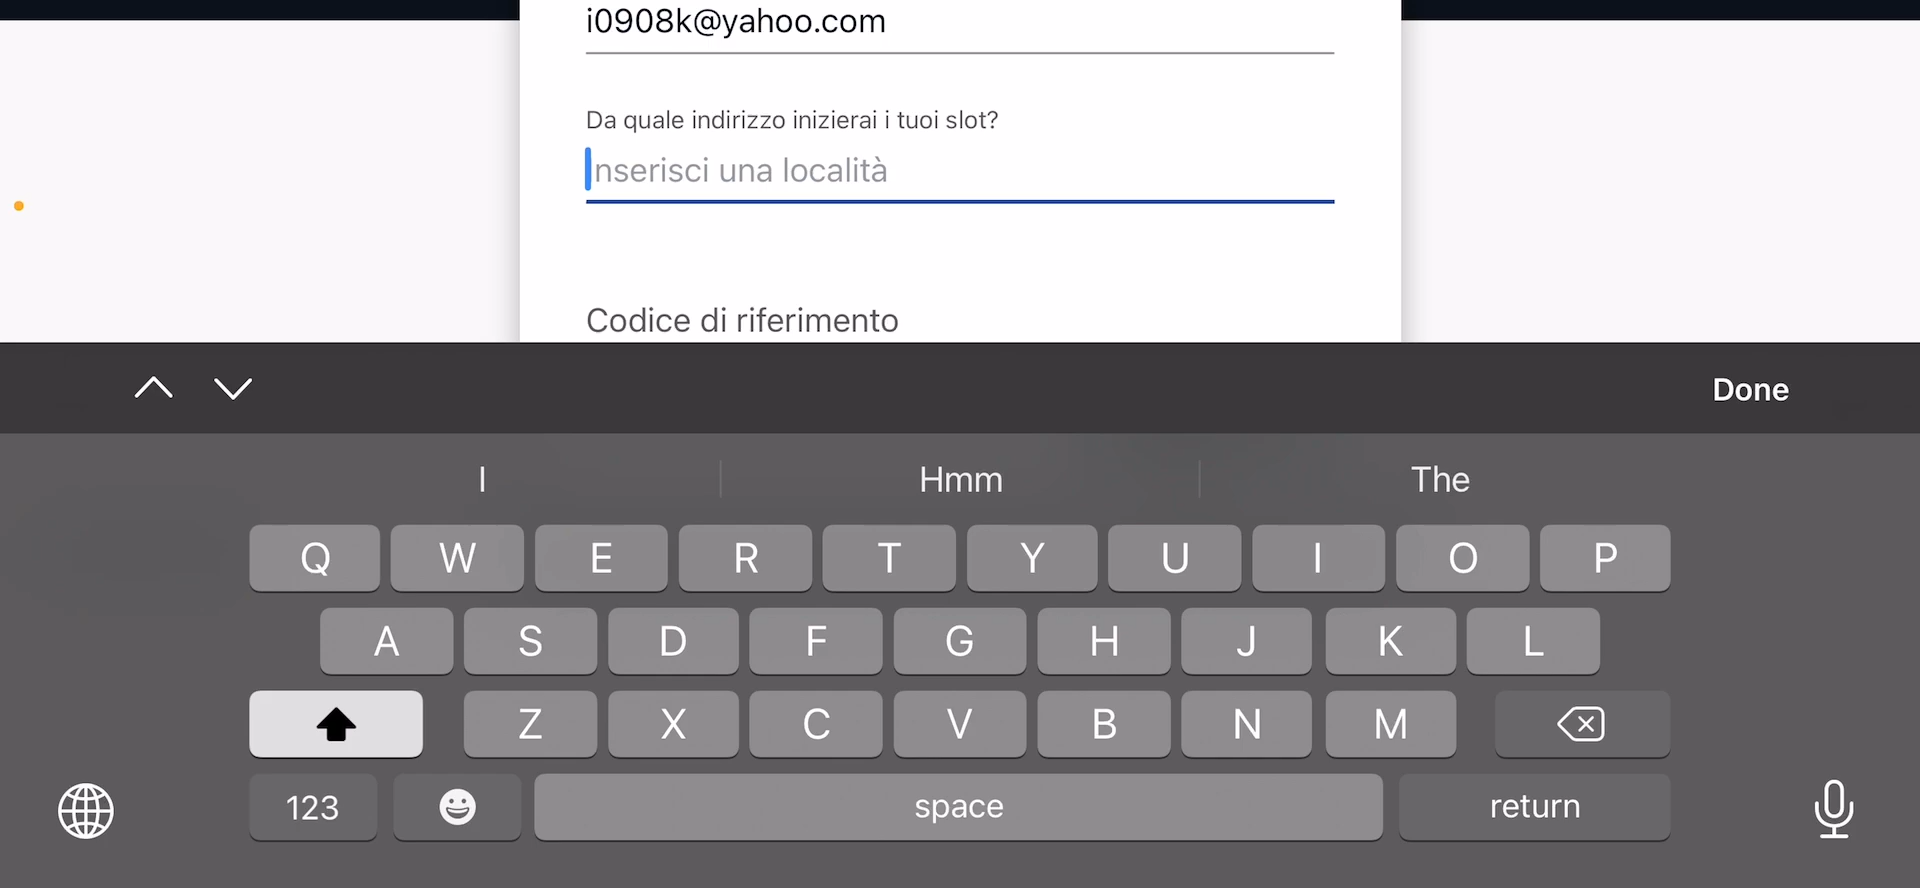 i0908k@yahoo.com
Da quale indirizzo inizierai i tuoi slot?
nserisci una località
Codice di riferimento
Done
I Hmm The
Q W E R T Y U I O P
A S D F G H J K L
Z X C V B N M
123 space return